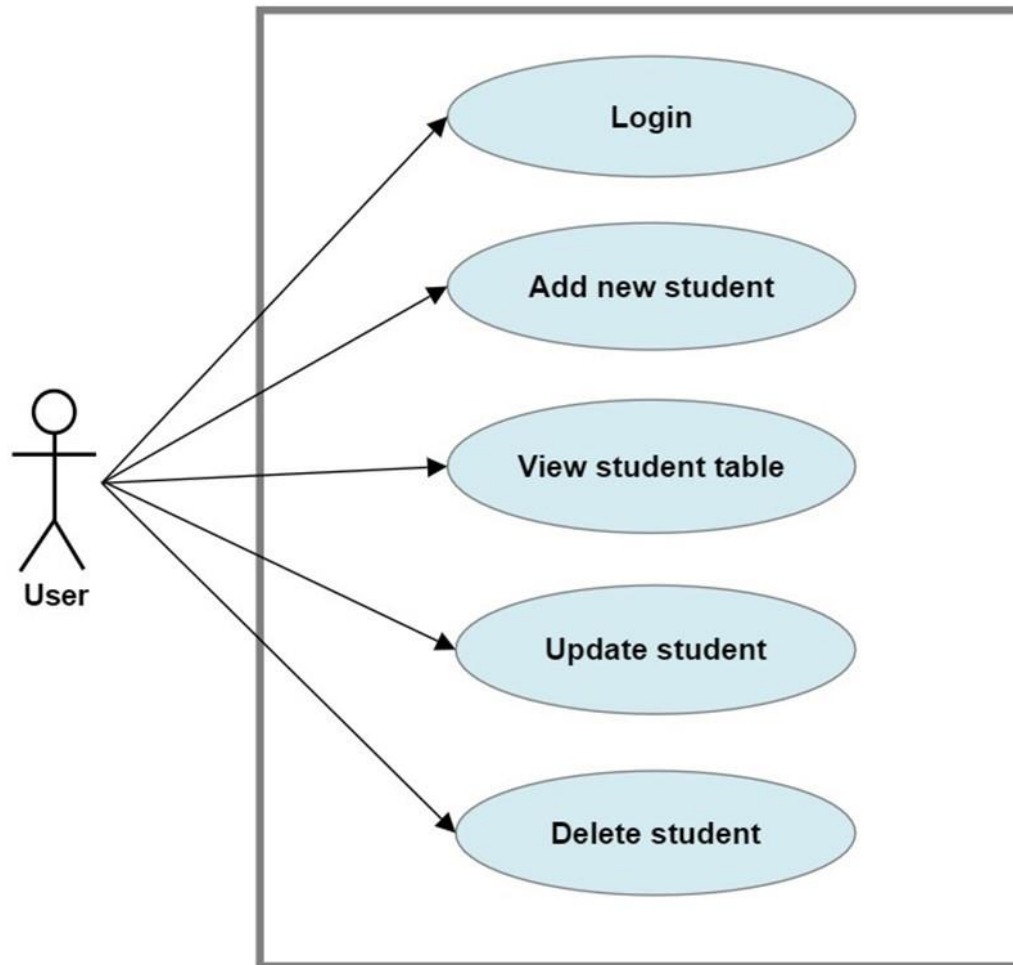 Login
Add new student
View student table
User
Update student
Delete student